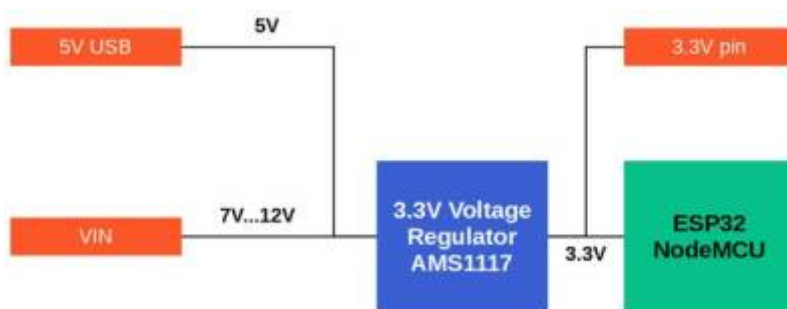 5V USB
5V
3.3V pin
VIN
7V...12V
3.3V Voltage
Regulator
AMS1117
3.3V
ESP32
NodeMCU